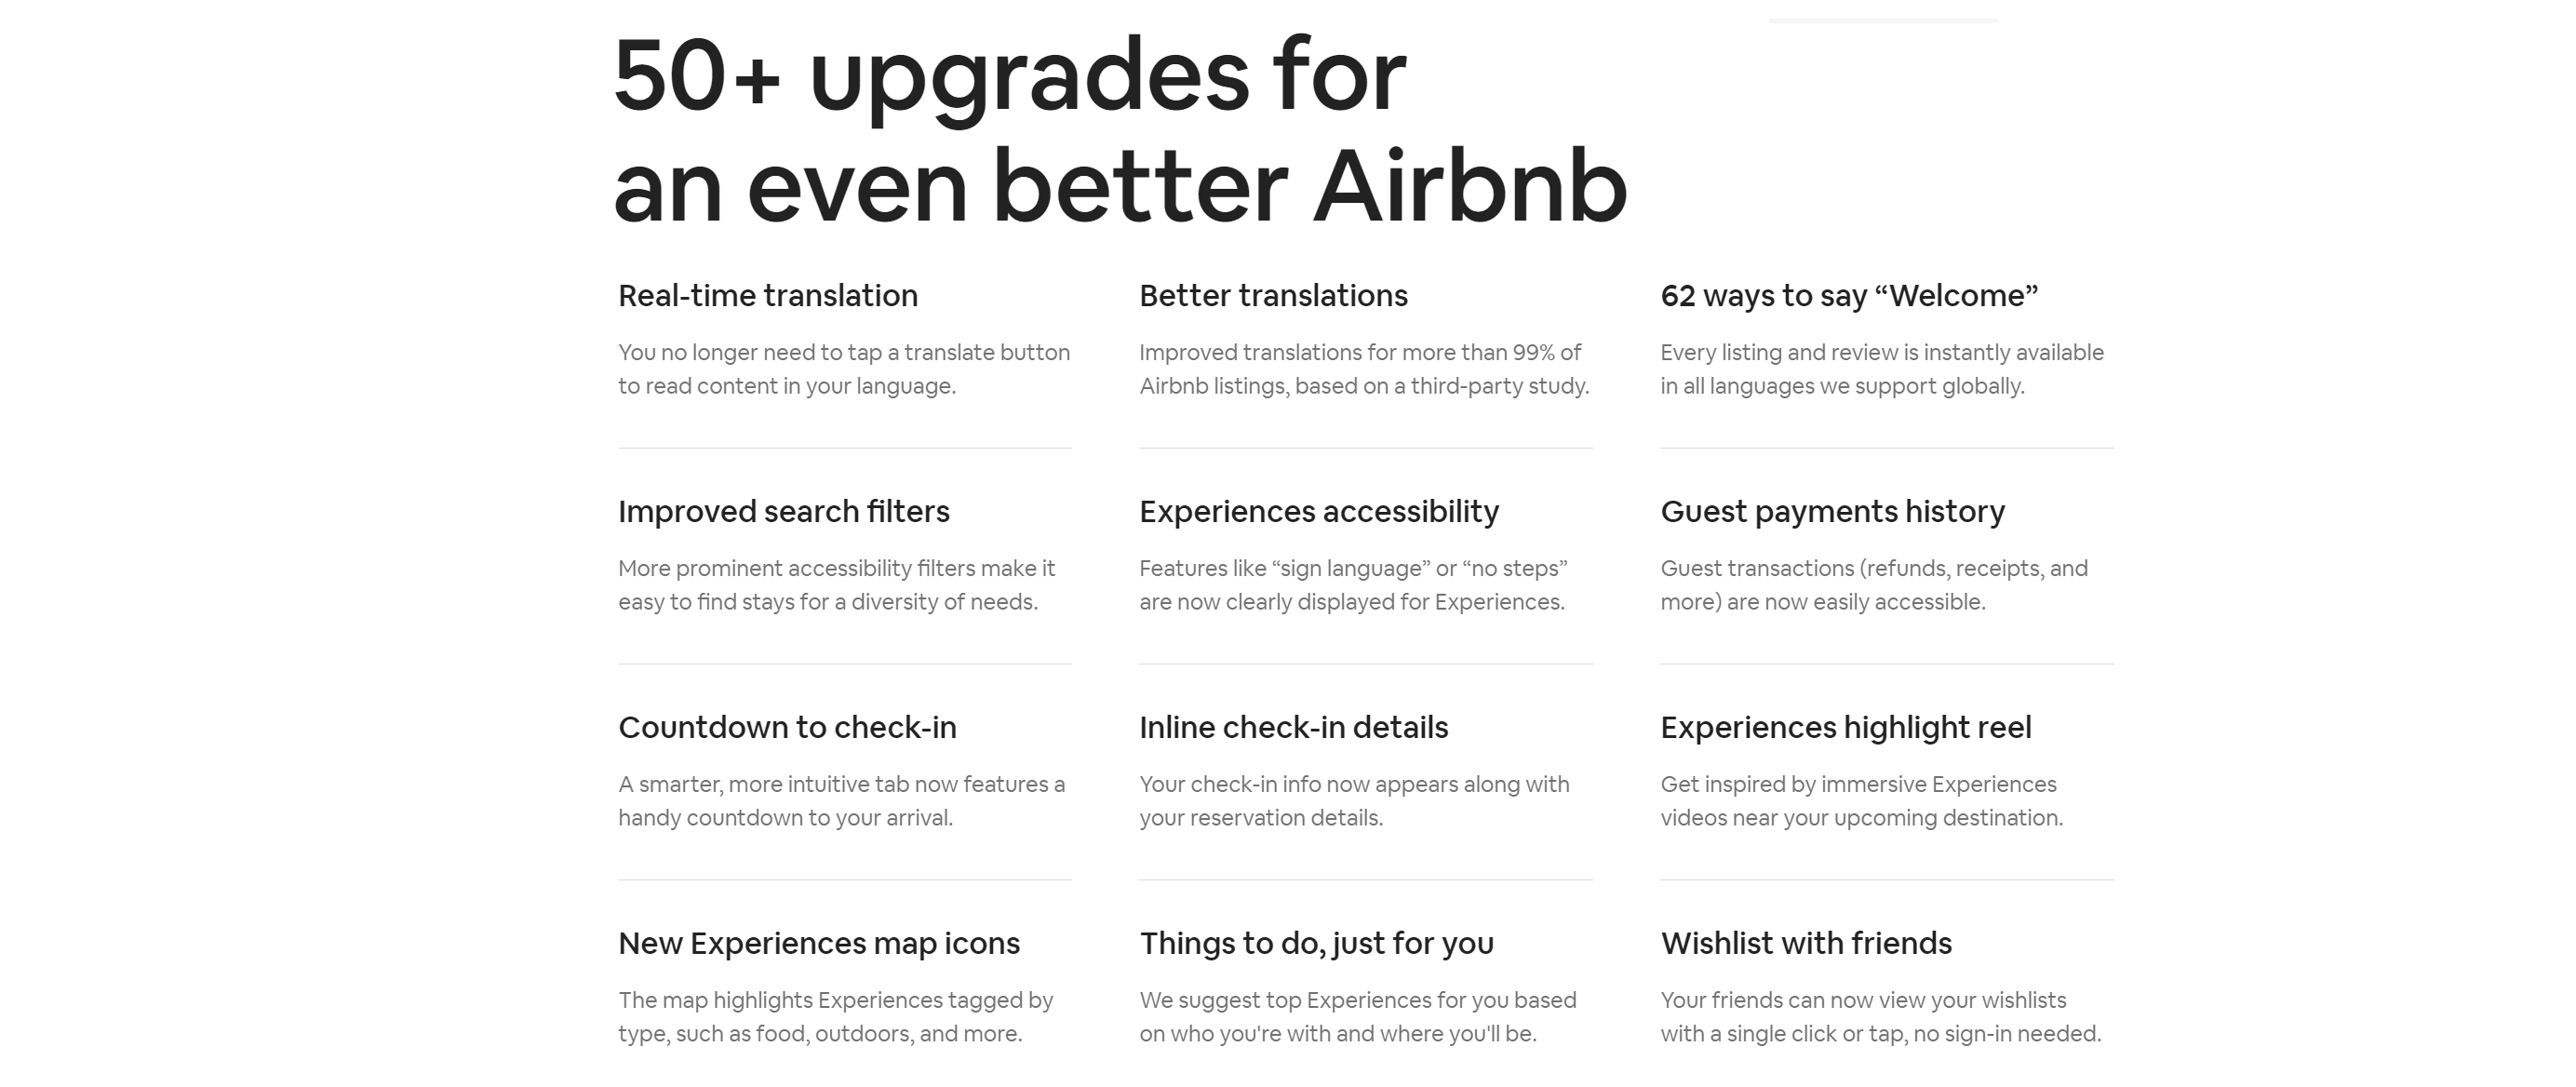 50+ upgrades for
an even better Airbnb
Real-time translation
You no longer need to tap a translate button
to read content in your language.
Better translations
Improved translations for more than 99% of
Airbnb listings, based on a third-party study.
62 ways to say “Welcome”
Every listing and review is instantly available
in all languages we support globally.
Improved search filters
More prominent accessibility filters make it
easy to find stays for a diversity of needs.
Experiences accessibility
Features like “sign language” or “no steps”
are now clearly displayed for Experiences.
Guest payments history
Guest transactions (refunds, receipts, and
more) are now easily accessible.
Countdown to check-in
A smarter, more intuitive tab now features a
handy countdown to your arrival.
Inline check-in details
Your check-in info now appears along with
your reservation details.
Experiences highlight reel
Get inspired by immersive Experiences
videos near your upcoming destination.
New Experiences map icons
The map highlights Experiences tagged by
type, such as food, outdoors, and more.
Things to do, just for you
We suggest top Experiences for you based
on who you're with and where you'll be.
Wishlist with friends
Your friends can now view your wishlists
with a single click or tap, no sign-in needed.